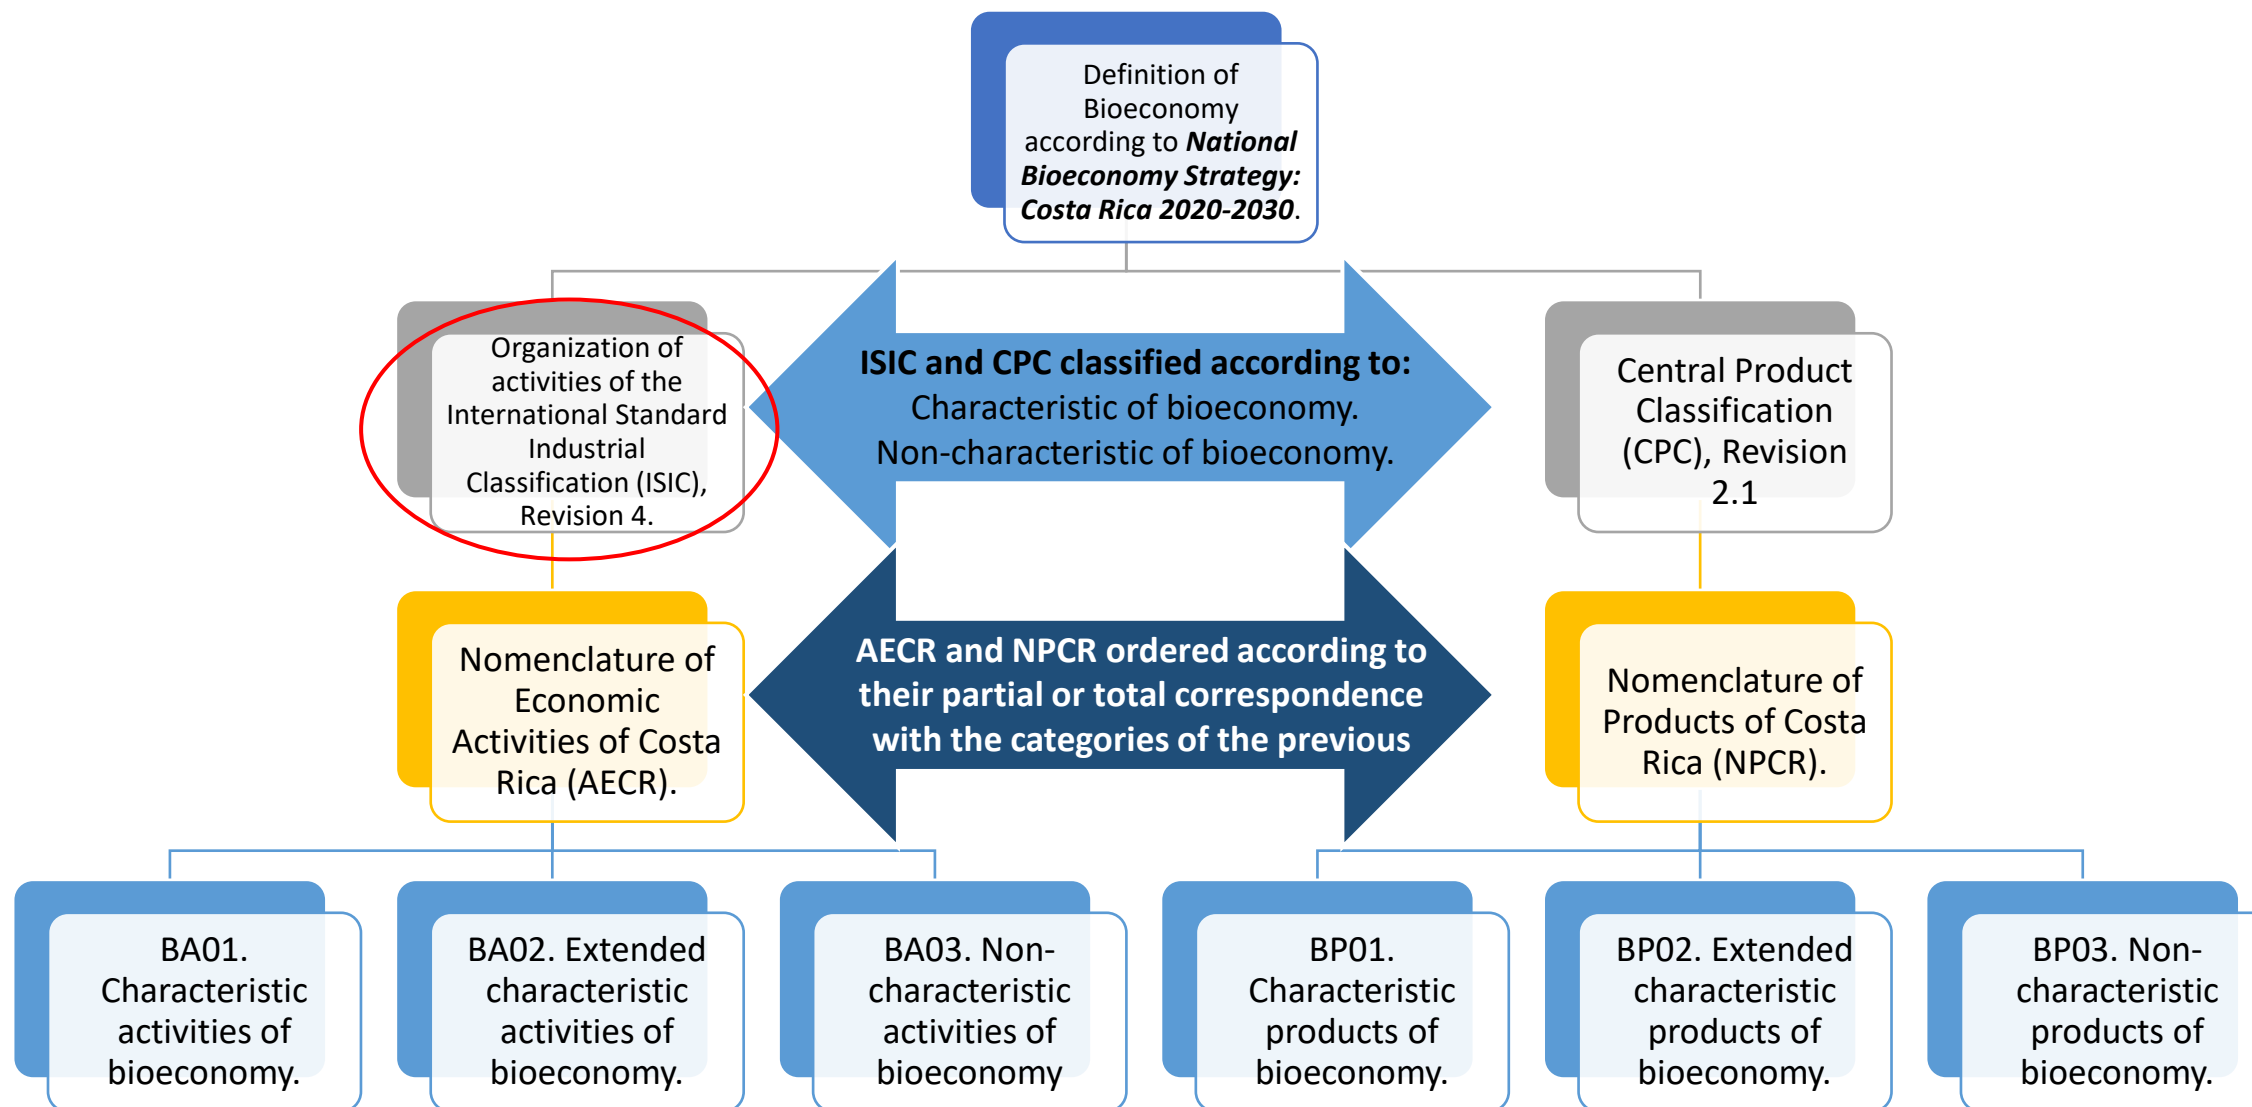 Definition of
Bioeconomy
according to National
Bioeconomy Strategy:
Costa Rica 2020-2030.
Organization of
activities of the
International Standard
Industrial
Classification (ISIC),
Revision 4.
ISIC and CPC classified according to:
Characteristic of bioeconomy.
Non-characteristic of bioeconomy.
Central Product
Classification
(CPC), Revision
2.1
Nomenclature of
Economic
Activities of Costa
Rica (AECR).
AECR and NPCR ordered according to
their partial or total correspondence
with the categories of the previous
Nomenclature of
Products of Costa
Rica (NPCR).
BA01.
Characteristic
activities of
bioeconomy.
BA02. Extended
characteristic
activities of
bioeconomy.
BA03. Non-
characteristic
activities of
bioeconomy
BP01.
Characteristic
products of
bioeconomy.
BP02. Extended
characteristic
products of
bioeconomy.
BP03. Non-
characteristic
products of
bioeconomy.